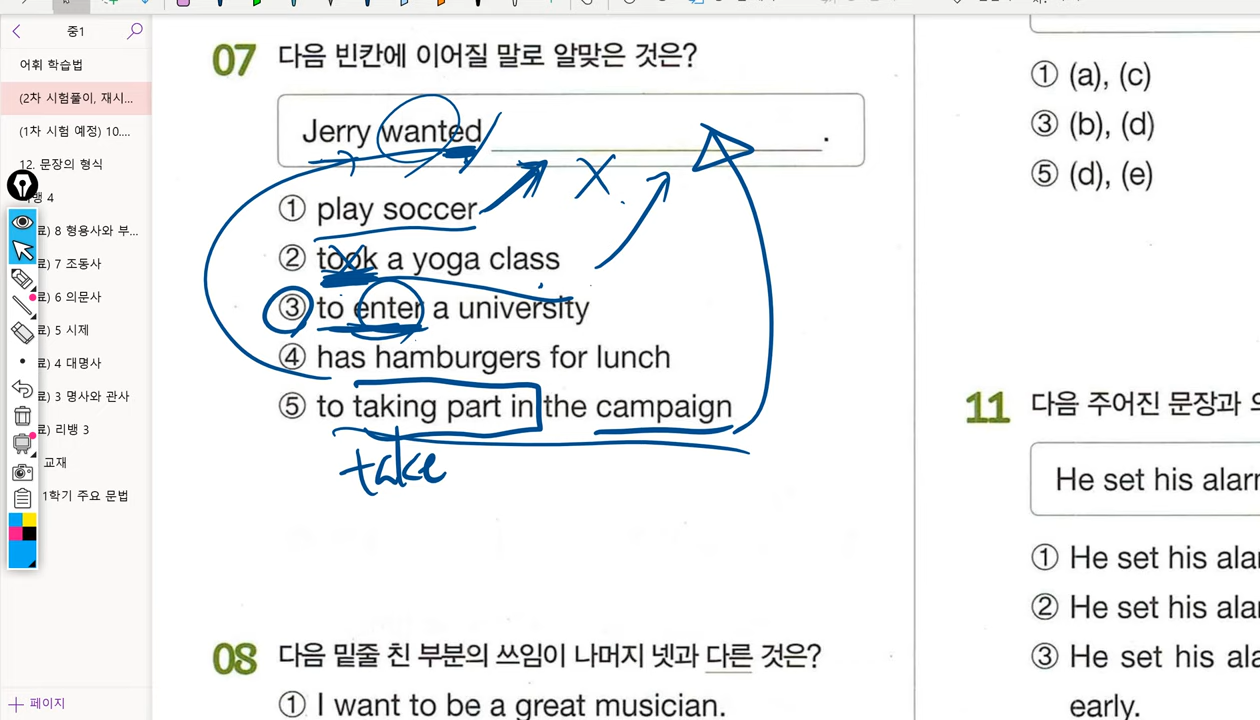 중1
어휘 학습법
(2차 시험풀이, 재시...
(1차 시험 예정) 10....
12. 문장의 형식
뱅 4
료) 8 형용사와 부...
료) 7 조동사
료) 6 의문사
료) 5 시제
료) 4 대명사
료) 3 명사와 관사
료) 리뱅 3
교재
1학기 주요 문법
페이지
07 다음 빈칸에 이어질 말로 알맞은 것은?
Jerry wanted ____________________.
X
① play soccer
② took a yoga class
③ to enter a university
④ has hamburgers for lunch
⑤ to taking part in the campaign
take
08 다음 밑줄 친 부분의 쓰임이 나머지 넷과 다른 것은?
① I want to be a great musician.
① (a), (c)
③ (b), (d)
⑤ (d), (e)
11 다음 주어진 문장과
He set his alarm
① He set his ala
② He set his ala
③ He set his ala
early.